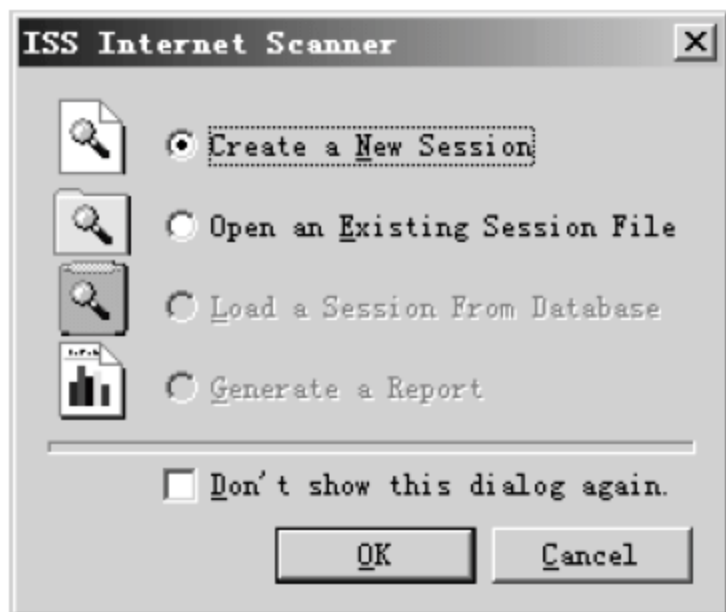 ISS Internet Scanner
Create a New Session
Open an Existing Session File
Load a Session From Database
Generate a Report
Don't show this dialog again.
OK
Cancel